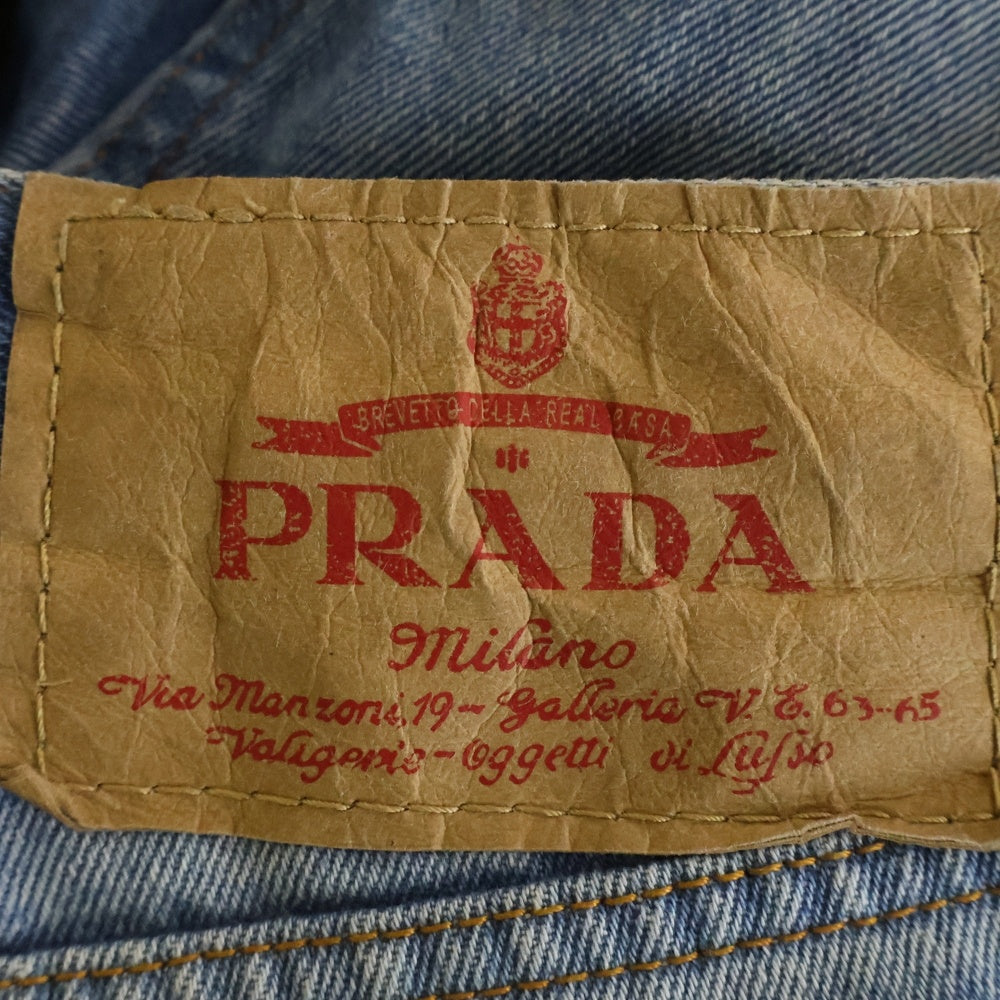 BREVETTO DELLA REAL CASA
PRADA
Milano
Via Manzoni,19-Galleria V. E. 63-65
Valigerie-Oggetti di Lusso